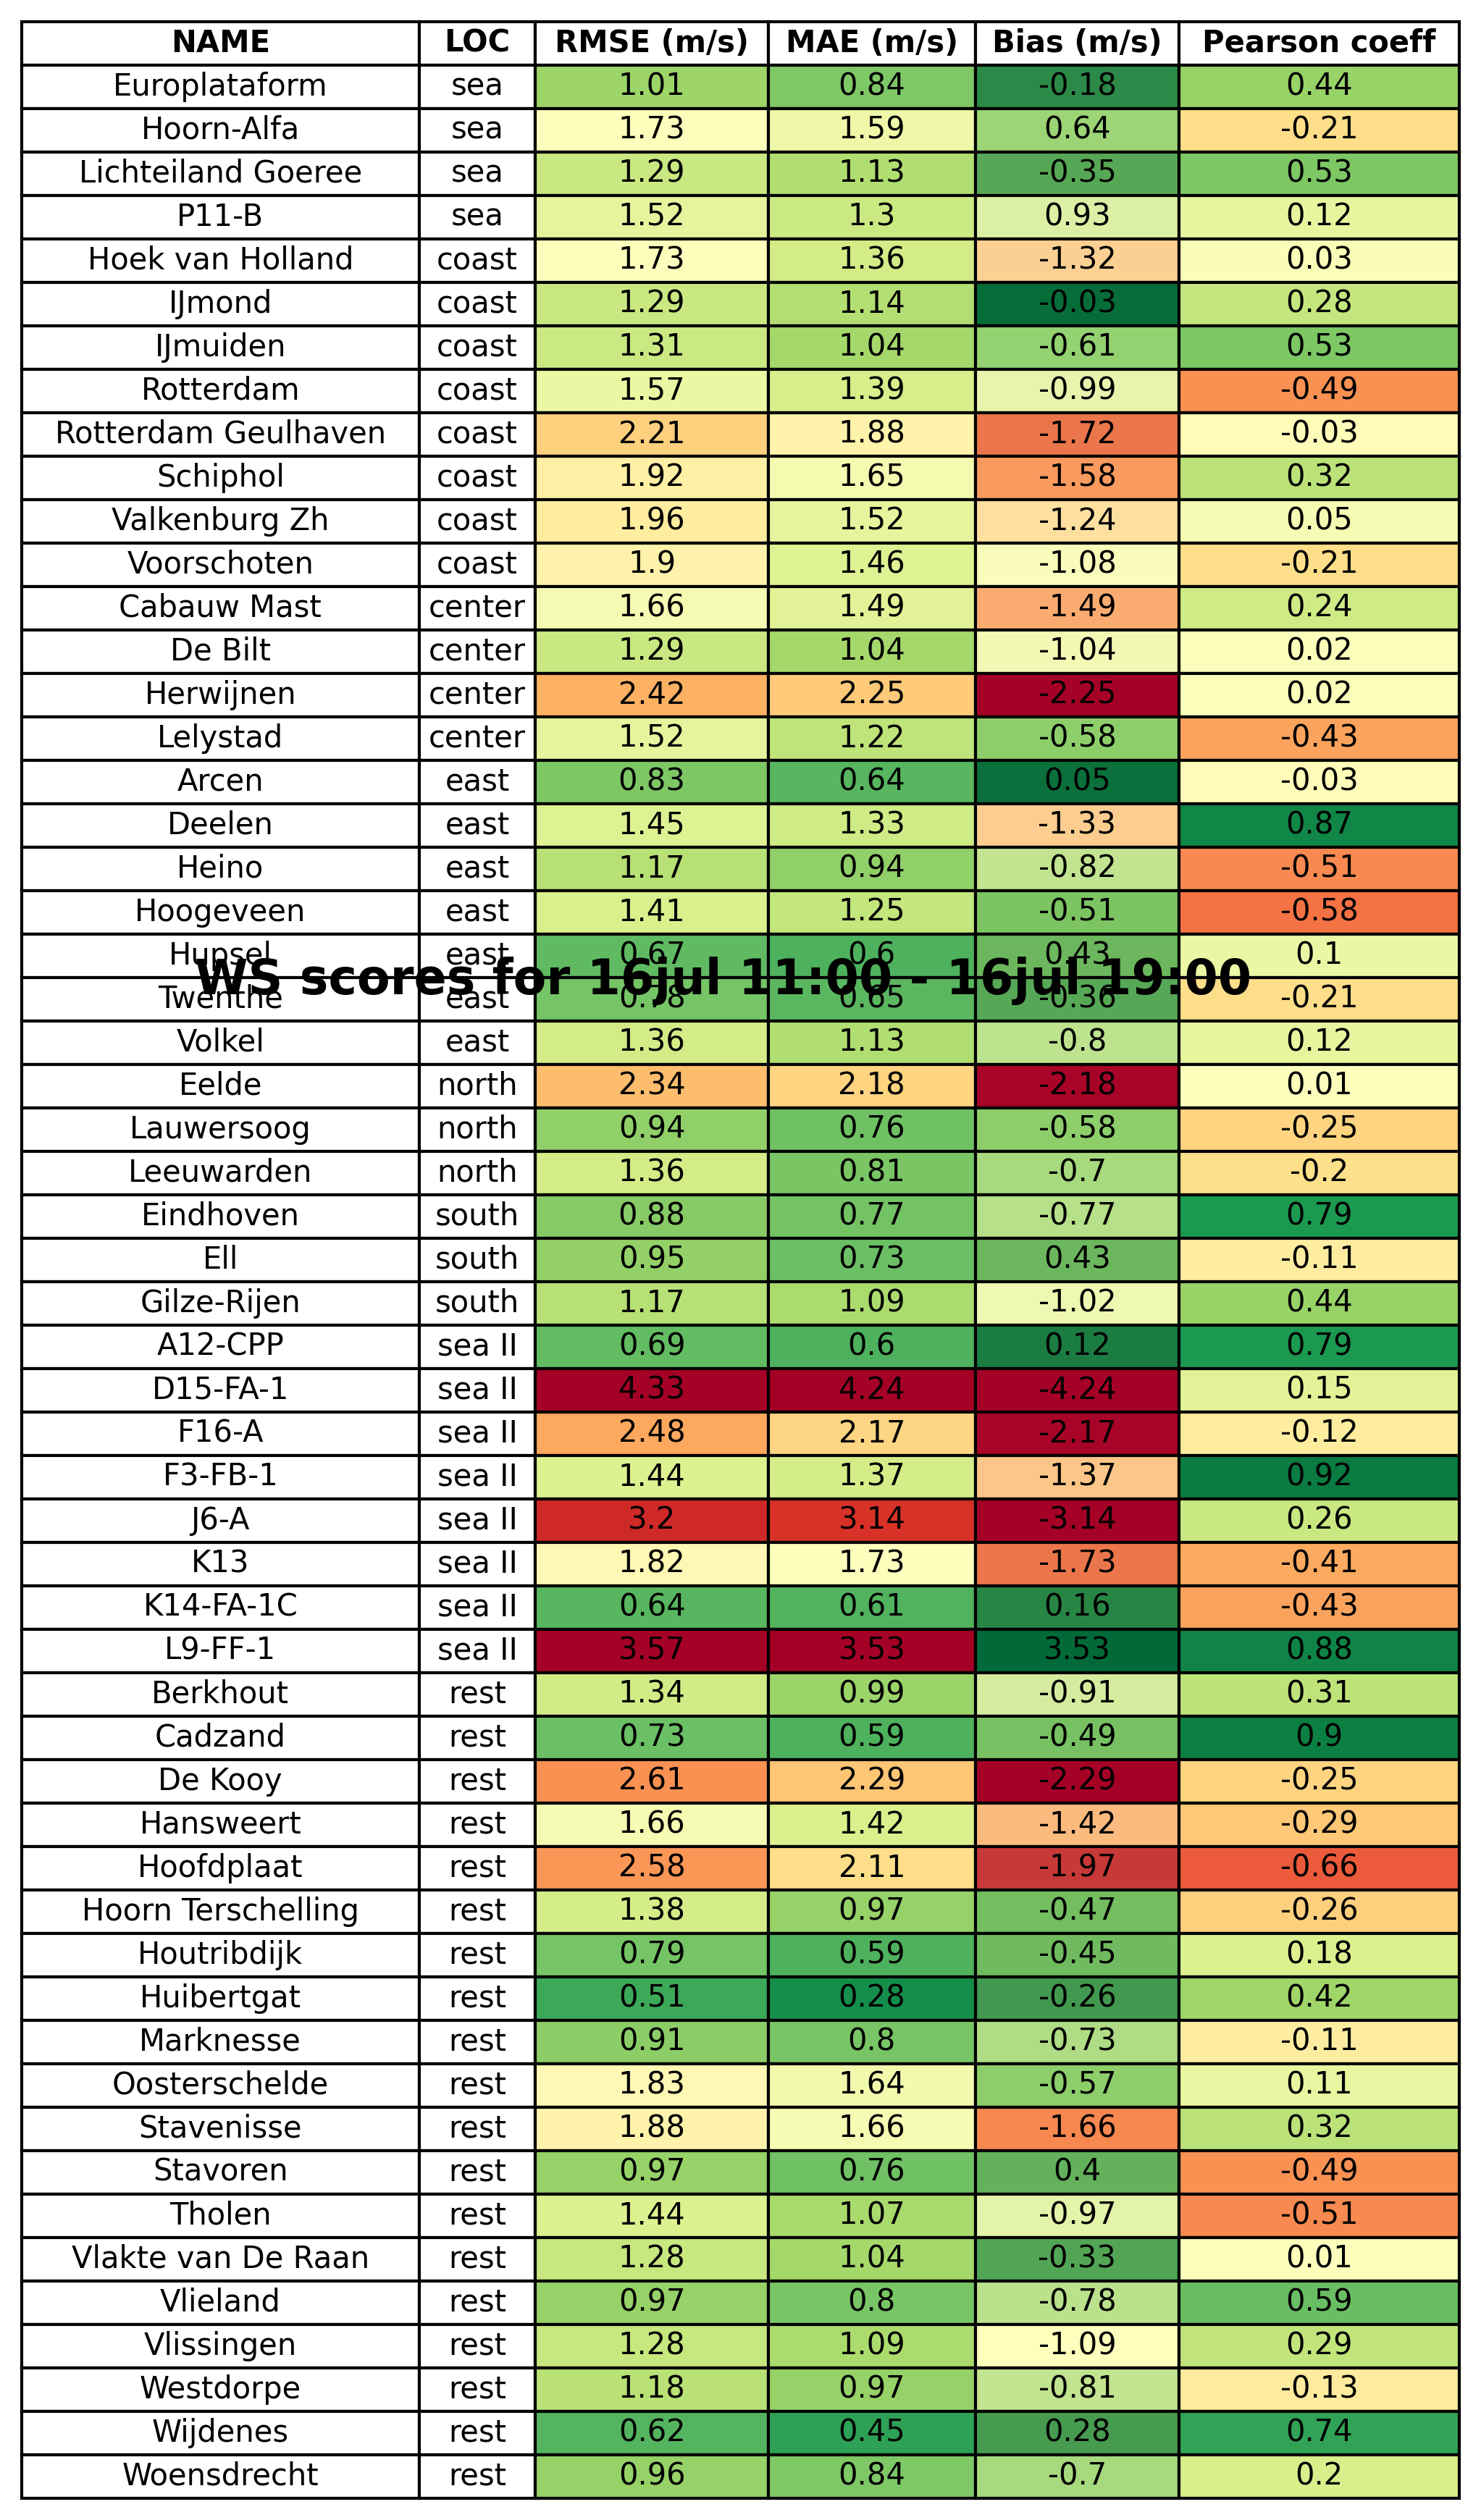 NAME LOC RMSE (m/s) MAE (m/s) Bias (m/s) Pearson coeff
Europlataform sea 1.01 0.84 -0.18 0.44
Hoorn-Alfa sea 1.73 1.59 0.64 -0.21
Lichteiland Goeree sea 1.29 1.13 -0.35 0.53
P11-B sea 1.52 1.3 0.93 0.12
Hoek van Holland coast 1.73 1.36 -1.32 0.03
IJmond coast 1.29 1.14 -0.03 0.28
IJmuiden coast 1.31 1.04 -0.61 0.53
Rotterdam coast 1.57 1.39 -0.99 -0.49
Rotterdam Geulhaven coast 2.21 1.88 -1.72 -0.03
Schiphol coast 1.92 1.65 -1.58 0.32
Valkenburg Zh coast 1.96 1.52 -1.24 0.05
Voorschoten coast 1.9 1.46 -1.08 -0.21
Cabauw Mast center 1.66 1.49 -1.49 0.24
De Bilt center 1.29 1.04 -1.04 0.02
Herwijnen center 2.42 2.25 -2.25 0.02
Lelystad center 1.52 1.22 -0.58 -0.43
Arcen east 0.83 0.64 0.05 -0.03
Deelen east 1.45 1.33 -1.33 0.87
Heino east 1.17 0.94 -0.82 -0.51
Hoogeveen east 1.41 1.25 -0.51 -0.58
Hupsel east 0.67 0.6 0.43 0.1
WS scores for 16jul 11:00 - 16jul 19:00
Twenthe east 0.78 0.65 -0.36 -0.21
Volkel east 1.36 1.13 -0.8 0.12
Eelde north 2.34 2.18 -2.18 0.01
Lauwersoog north 0.94 0.76 -0.58 -0.25
Leeuwarden north 1.36 0.81 -0.7 -0.2
Eindhoven south 0.88 0.77 -0.77 0.79
Ell south 0.95 0.73 0.43 -0.11
Gilze-Rijen south 1.17 1.09 -1.02 0.44
A12-CPP sea II 0.69 0.6 0.12 0.79
D15-FA-1 sea II 4.33 4.24 -4.24 0.15
F16-A sea II 2.48 2.17 -2.17 -0.12
F3-FB-1 sea II 1.44 1.37 -1.37 0.92
J6-A sea II 3.2 3.14 -3.14 0.26
K13 sea II 1.82 1.73 -1.73 -0.41
K14-FA-1C sea II 0.64 0.61 0.16 -0.43
L9-FF-1 sea II 3.57 3.53 3.53 0.88
Berkhout rest 1.34 0.99 -0.91 0.31
Cadzand rest 0.73 0.59 -0.49 0.9
De Kooy rest 2.61 2.29 -2.29 -0.25
Hansweert rest 1.66 1.42 -1.42 -0.29
Hoofdplaat rest 2.58 2.11 -1.97 -0.66
Hoorn Terschelling rest 1.38 0.97 -0.47 -0.26
Houtribdijk rest 0.79 0.59 -0.45 0.18
Huibertgat rest 0.51 0.28 -0.26 0.42
Marknesse rest 0.91 0.8 -0.73 -0.11
Oosterschelde rest 1.83 1.64 -0.57 0.11
Stavenisse rest 1.88 1.66 -1.66 0.32
Stavoren rest 0.97 0.76 0.4 -0.49
Tholen rest 1.44 1.07 -0.97 -0.51
Vlakte van De Raan rest 1.28 1.04 -0.33 0.01
Vlieland rest 0.97 0.8 -0.78 0.59
Vlissingen rest 1.28 1.09 -1.09 0.29
Westdorpe rest 1.18 0.97 -0.81 -0.13
Wijdenes rest 0.62 0.45 0.28 0.74
Woensdrecht rest 0.96 0.84 -0.7 0.2